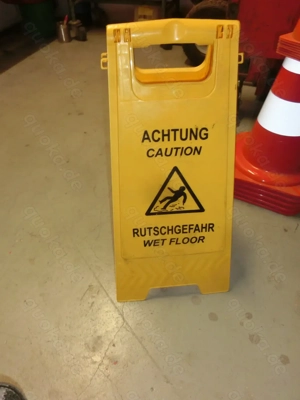 ACHTUNG
CAUTION
RUTSCHGEFAHR
WET FLOOR